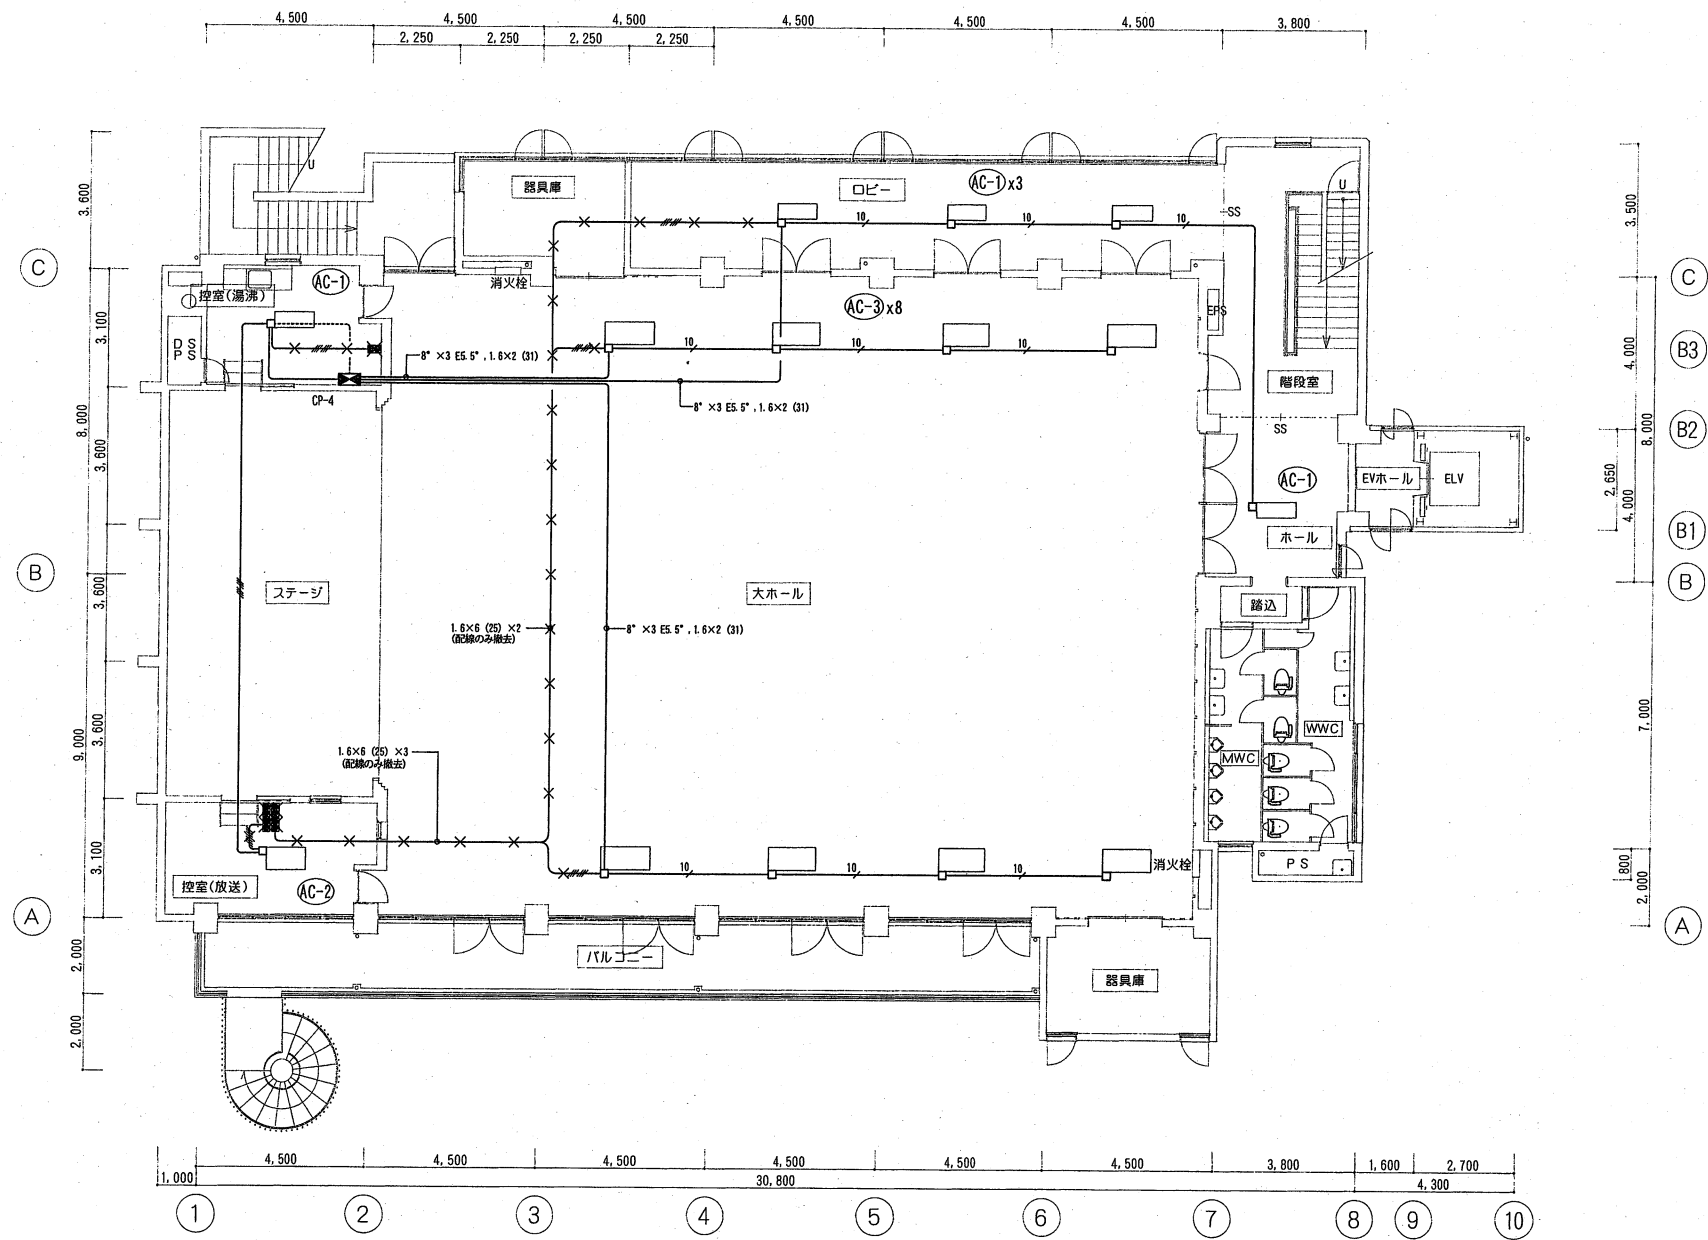 4,500 4,500 4,500 4,500 4,500 4,500 3,800
2,250 2,250 2,250 2,250
3,600
3,500
U
器具庫
ロビー
AC-1 x3
U
10 10 10
SS
C
C
消火栓
控室(湯沸)
AC-1
AC-3 x8
EPS
3,100
DS
PS
10 10 10
B3
4,000
8° ×3 E5.5°,1.6×2 (31)
階段室
CP-4
8° ×3 E5.5°,1.6×2 (31)
SS
B2
8,000
3,600
8,000
2,650
4,000
AC-1
EVホール
ELV
ホール
B1
B
B
3,600
ステージ
大ホール
踏込
1.6×6 (25) ×2
(配線のみ撤去)
8° ×3 E5.5°,1.6×2 (31)
9,000
3,600
7,000
1.6×6 (25) ×3
(配線のみ撤去)
WWC
MWC
3,100
10 10 10
消火栓
PS
800
2,000
控室(放送)
AC-2
A
A
2,000
バルコニー
器具庫
2,000
4,500 4,500 4,500 4,500 4,500 4,500 3,800 1,600 2,700
1,000 30,800 4,300
1 2 3 4 5 6 7 8 9 10